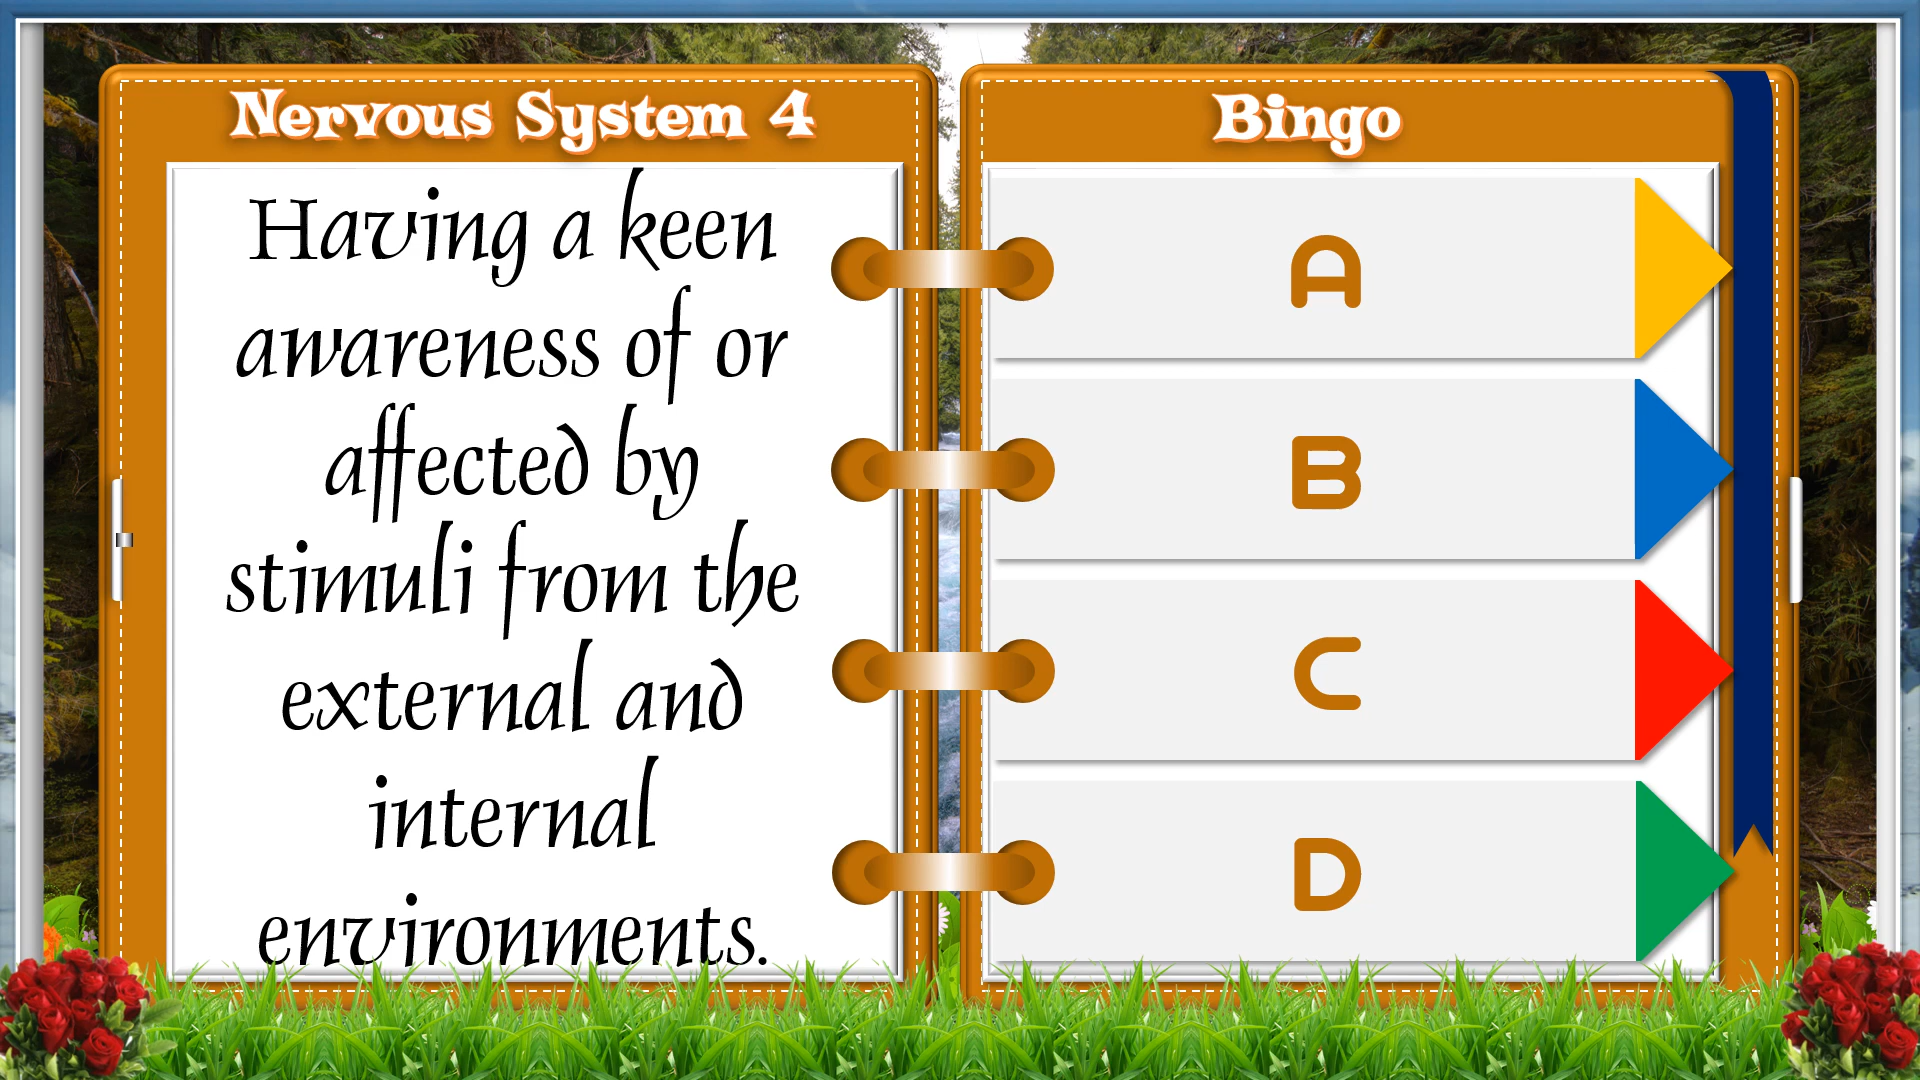 Nervous System 4
Having a keen
awareness of or
affected by
stimuli from the
external and
internal
environments.
Bingo
A
B
C
D